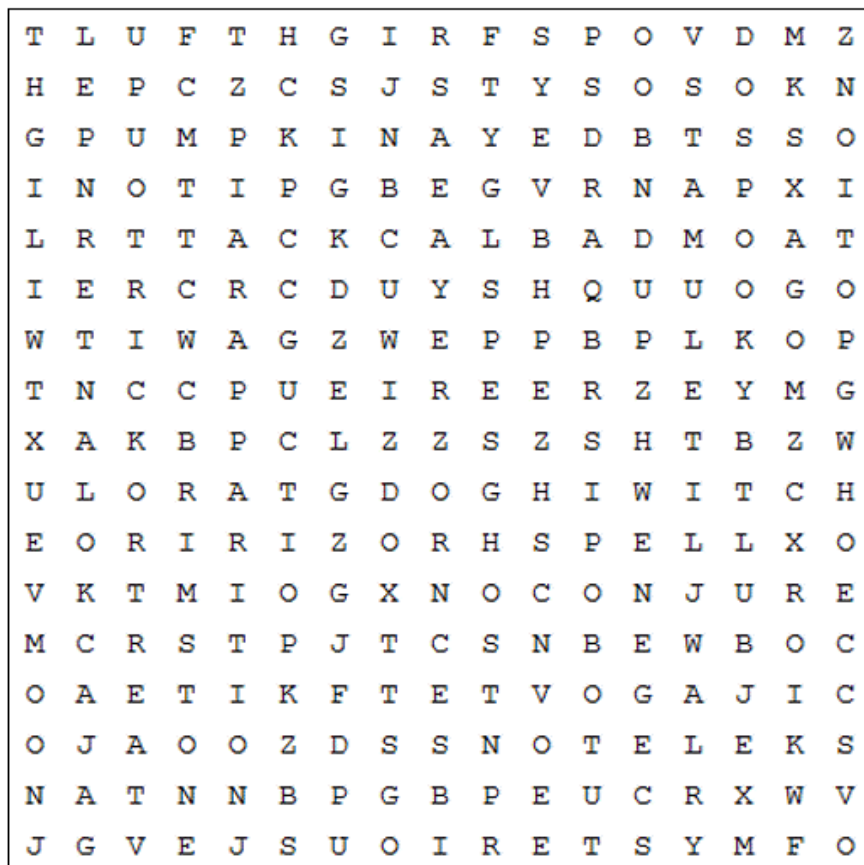 T L U F T H G I R F S P O V D M Z
H E P C Z C S J S T Y S O S O K N
G P U M P K I N A Y E D B T S S O
I N O T I P G B E G V R N A P X I
L R T T A C K C A L B A D M O A T
I E R C R C D U Y S H Q U U O G O
W T I W A G Z W E P P B P L K O P
T N C C P U E I R E E R Z E Y M G
X A K B P C L Z Z S Z S H T B Z W
U L O R A T G D O G H I W I T C H
E O R I R I Z O R H S P E L L X O
V K T M I O G X N O C O N J U R E
M C R S T P J T C S N B E W B O C
O A E T I K F T E T V O G A J I C
O J A O O Z D S S N O T E L E K S
N A T N N B P G B P E U C R X W V
J G V E J S U O I R E T S Y M F O